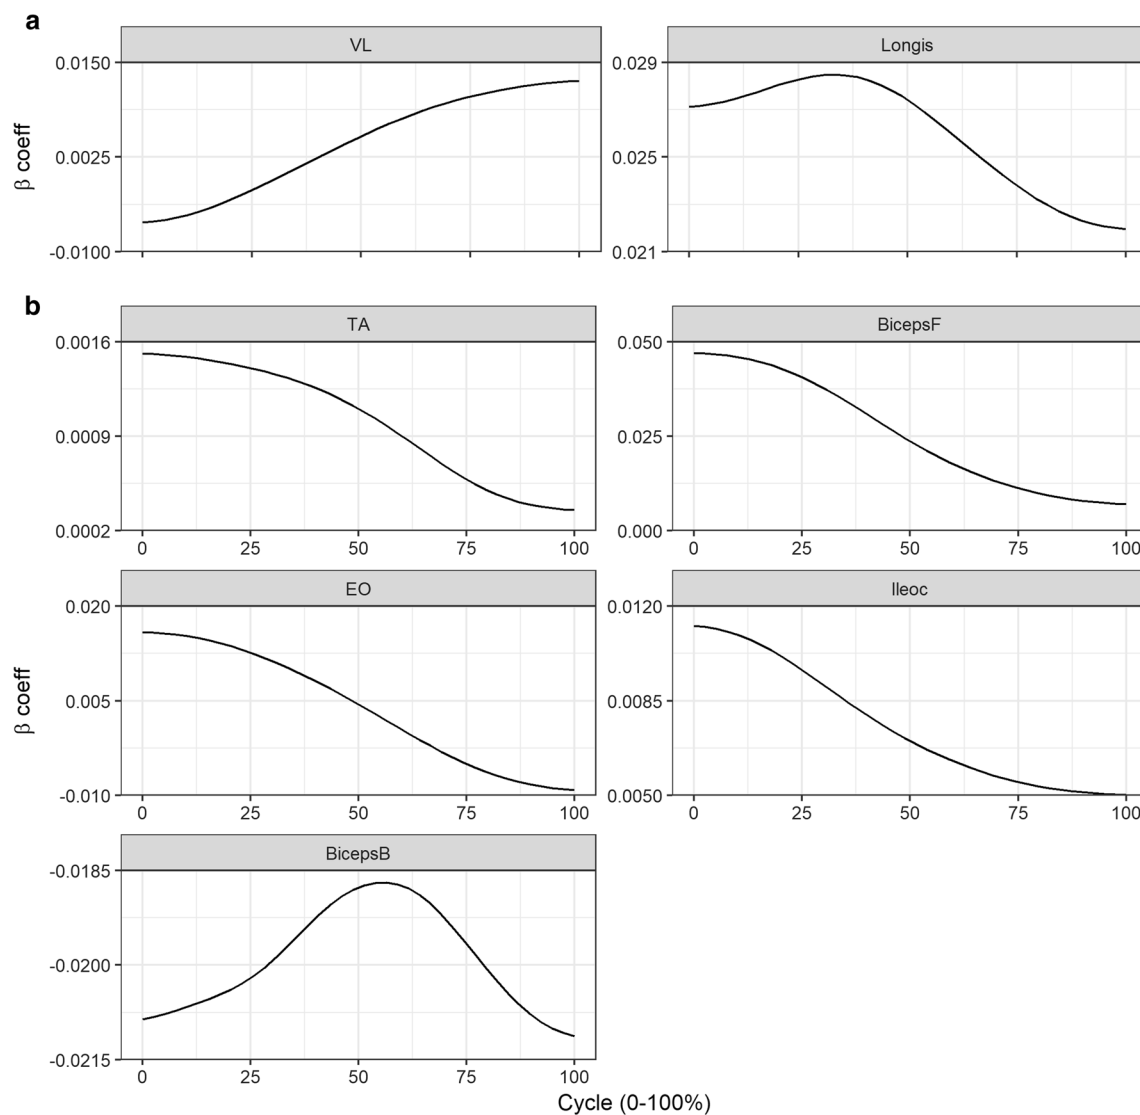 a
VL
Longis
0.0150
0.0025
-0.0100
0.029
0.025
0.021
β coeff
b
TA
BicepsF
0.0016
0.0009
0.0002
0.050
0.025
0.000
0 25 50 75 100
0 25 50 75 100
EO
Ileoc
0.020
0.005
-0.010
0.0120
0.0085
0.0050
β coeff
0 25 50 75 100
0 25 50 75 100
BicepsB
-0.0185
-0.0200
-0.0215
0 25 50 75 100
Cycle (0-100%)